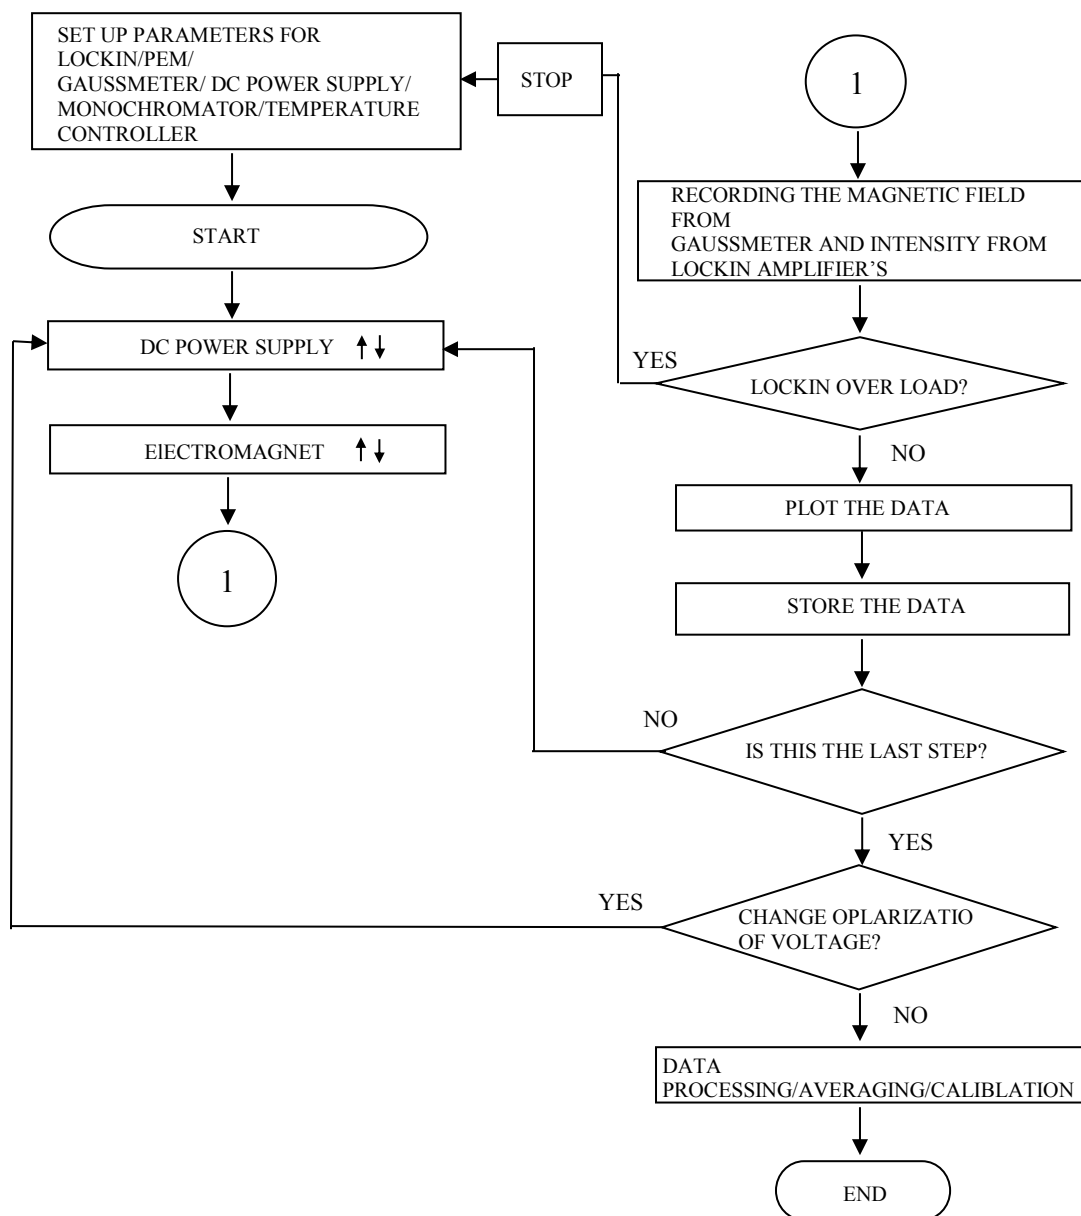 SET UP PARAMETERS FOR
LOCKIN/PEM/
GAUSSMETER/ DC POWER SUPPLY/
MONOCHROMATOR/TEMPERATURE
CONTROLLER
STOP
START
DC POWER SUPPLY
ElECTROMAGNET
1
1
RECORDING THE MAGNETIC FIELD
FROM
GAUSSMETER AND INTENSITY FROM
LOCKIN AMPLIFIER'S
YES
LOCKIN OVER LOAD?
NO
PLOT THE DATA
STORE THE DATA
NO
IS THIS THE LAST STEP?
YES
YES
CHANGE OPLARIZATIO
OF VOLTAGE?
NO
DATA
PROCESSING/AVERAGING/CALIBLATION
END